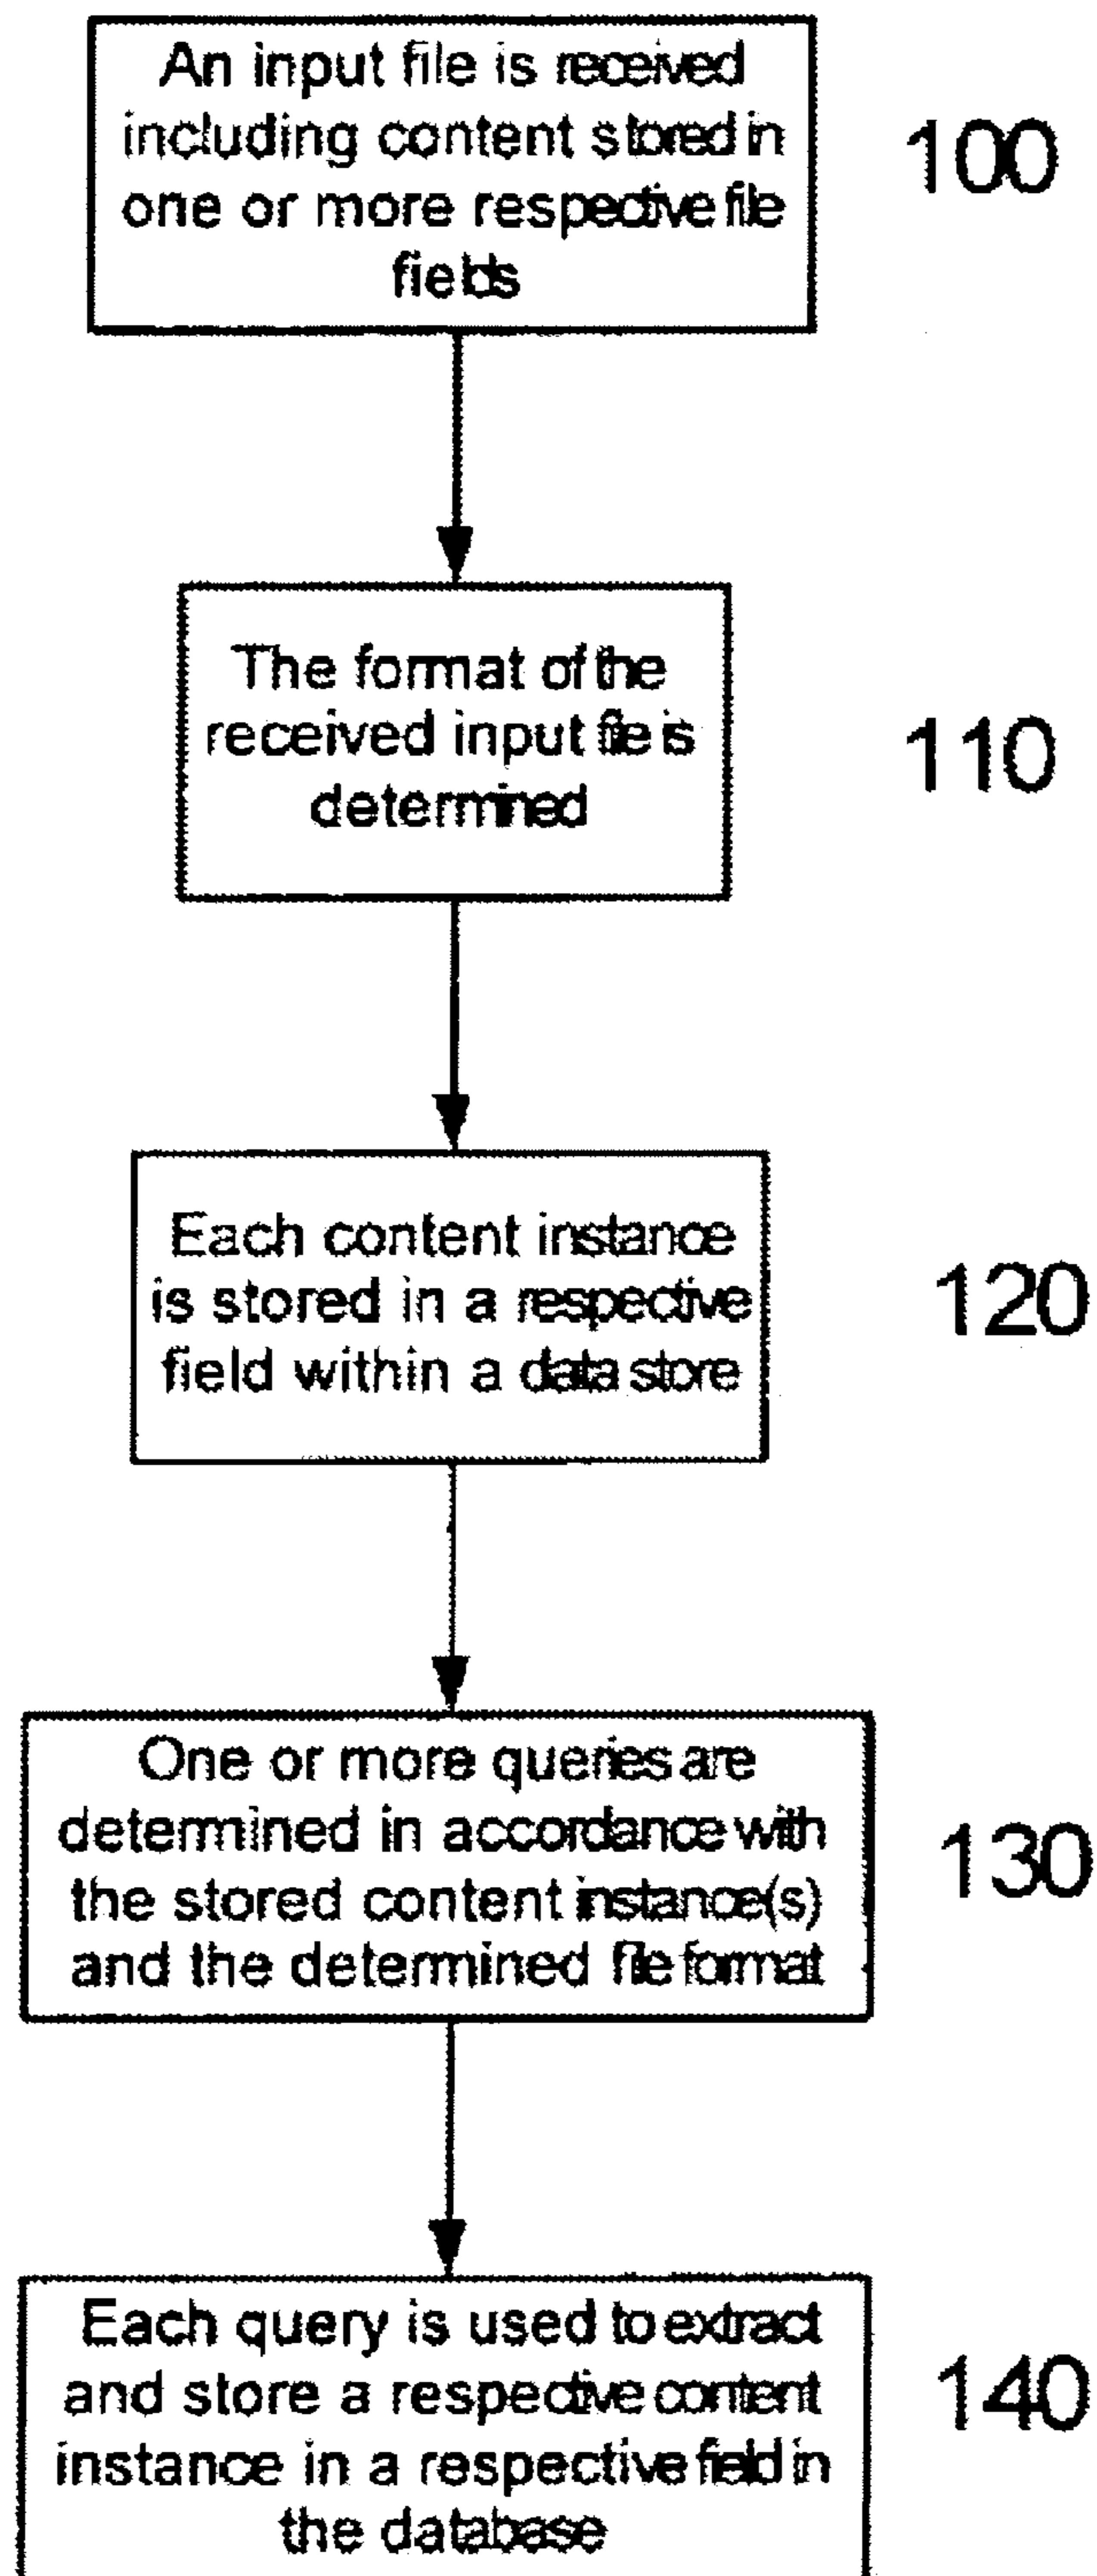 An input file is received
including content stored in
one or more respective file
fields
100
The format of the
received input file is
determined
110
Each content instance
is stored in a respective
field within a data store
120
One or more queries are
determined in accordance with
the stored content instance(s)
and the determined file format
130
Each query is used to extract
and store a respective content
instance in a respective field in
the database
140